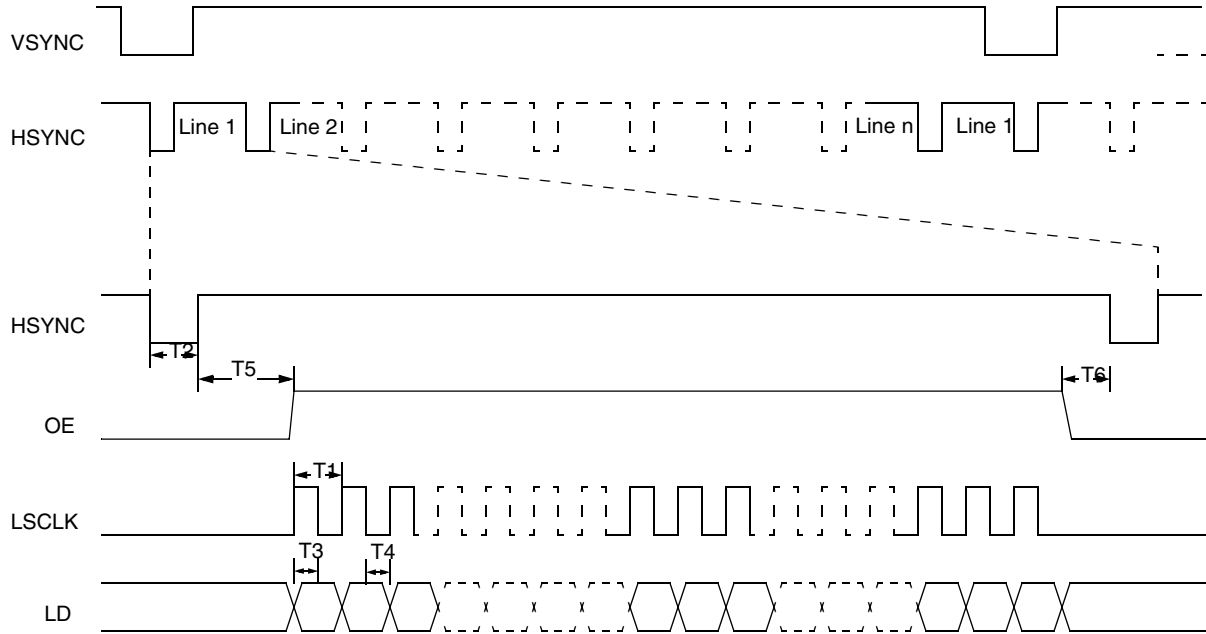 VSYNC
HSYNC
Line 1
Line 2
Line n
Line 1
HSYNC
T2
T5
T6
OE
T1
LSCLK
T3
T4
LD